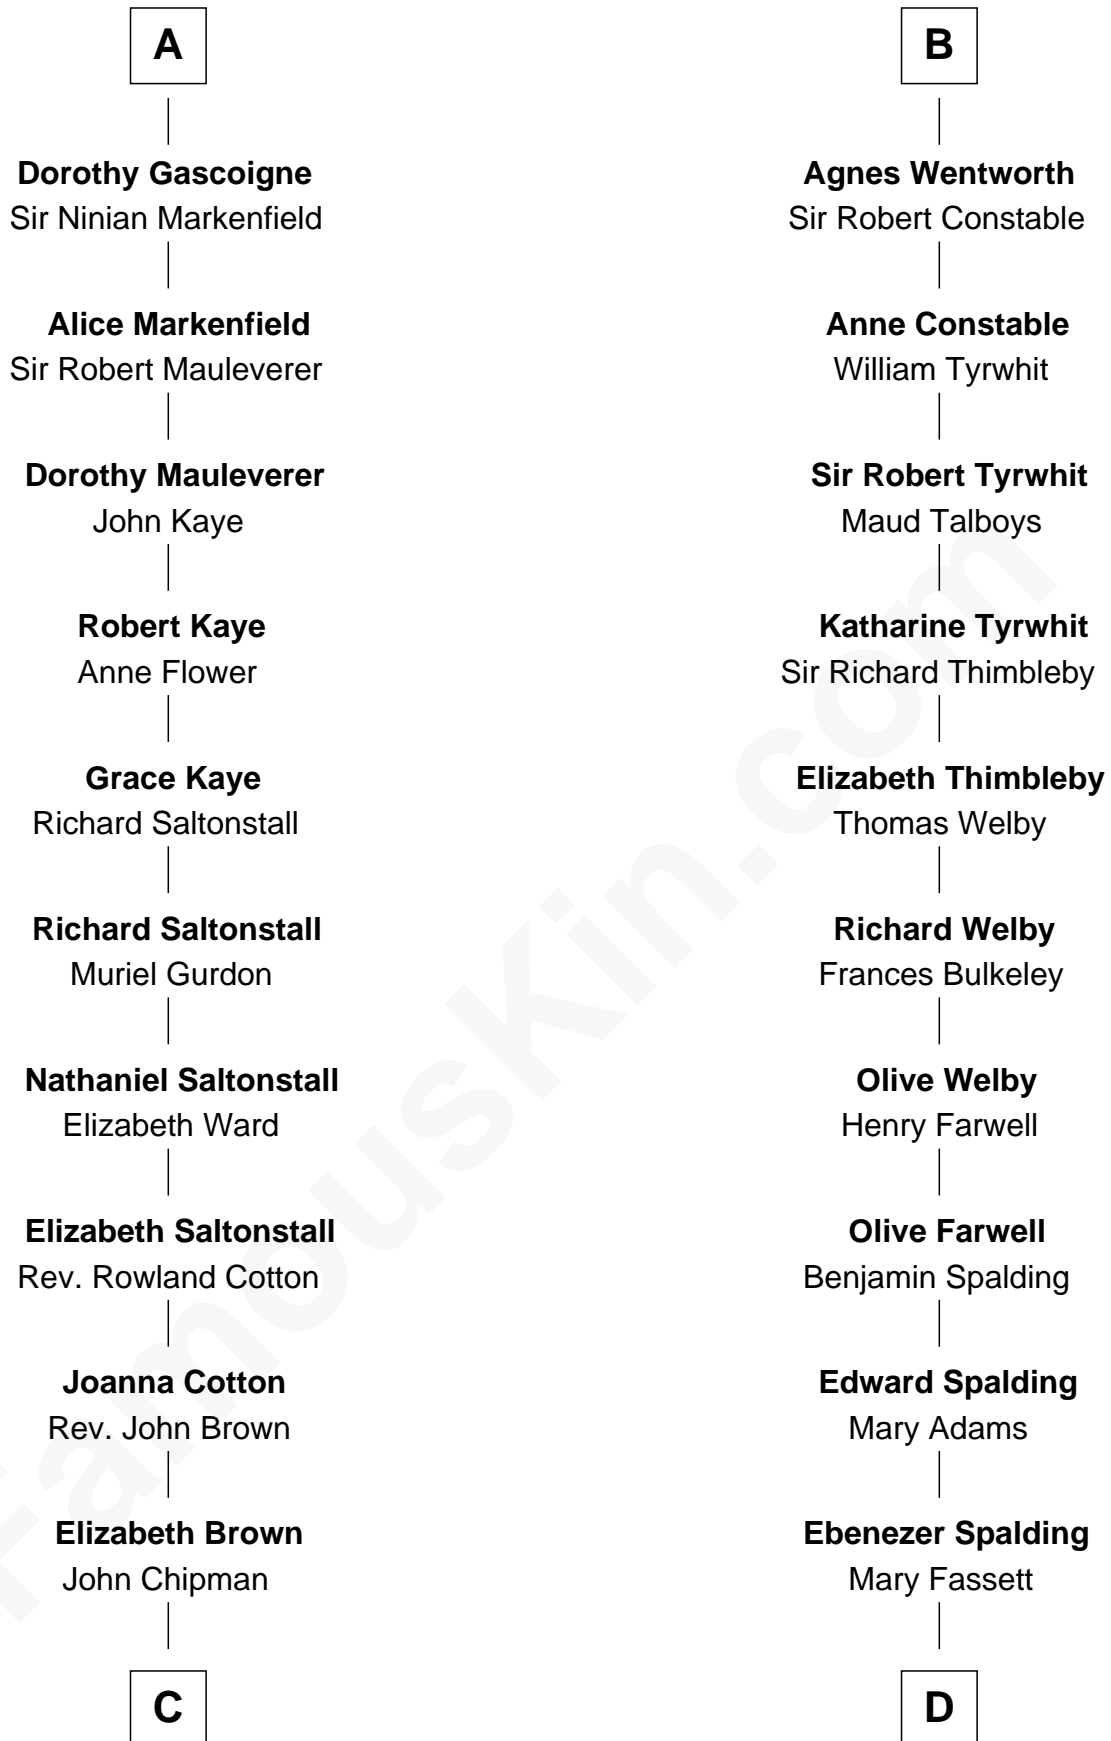 A
Dorothy Gascoigne
Sir Ninian Markenfield
Alice Markenfield
Sir Robert Mauleverer
Dorothy Mauleverer
John Kaye
Robert Kaye
Anne Flower
Grace Kaye
Richard Saltonstall
Richard Saltonstall
Muriel Gurdon
Nathaniel Saltonstall
Elizabeth Ward
Elizabeth Saltonstall
Rev. Rowland Cotton
Joanna Cotton
Rev. John Brown
Elizabeth Brown
John Chipman
C
B
Agnes Wentworth
Sir Robert Constable
Anne Constable
William Tyrwhit
Sir Robert Tyrwhit
Maud Talboys
Katharine Tyrwhit
Sir Richard Thimbleby
Elizabeth Thimbleby
Thomas Welby
Richard Welby
Frances Bulkeley
Olive Welby
Henry Farwell
Olive Farwell
Benjamin Spalding
Edward Spalding
Mary Adams
Ebenezer Spalding
Mary Fassett
D
FamousKin.com